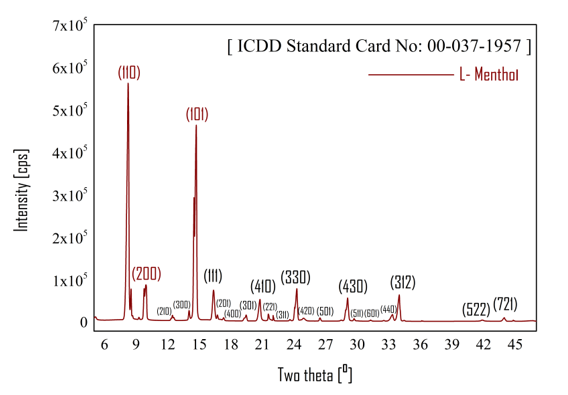 7x10⁵
[ ICDD Standard Card No: 00-037-1957 ]
L- Menthol
6x10⁵
(110)
5x10⁵
(101)
4x10⁵
3x10⁵
2x10⁵
(200) (111) (330) (312)
1x10⁵
(410) (430)
(210) (300) (201) (400) (301) (221) (311) (420) (501) (511) (601) (440) (522) (721)
0
6 9 12 15 18 21 24 27 30 33 36 39 42 45
Intensity [cps]
Two theta [⁰]